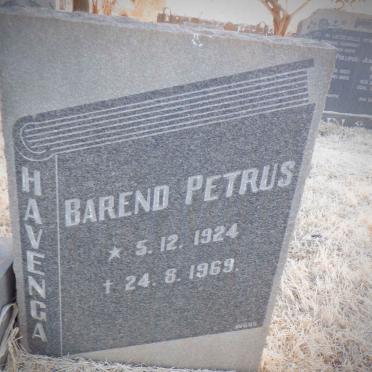 HAVENGA
BAREND PETRUS
★ 5.12.1924
† 24.8.1969.